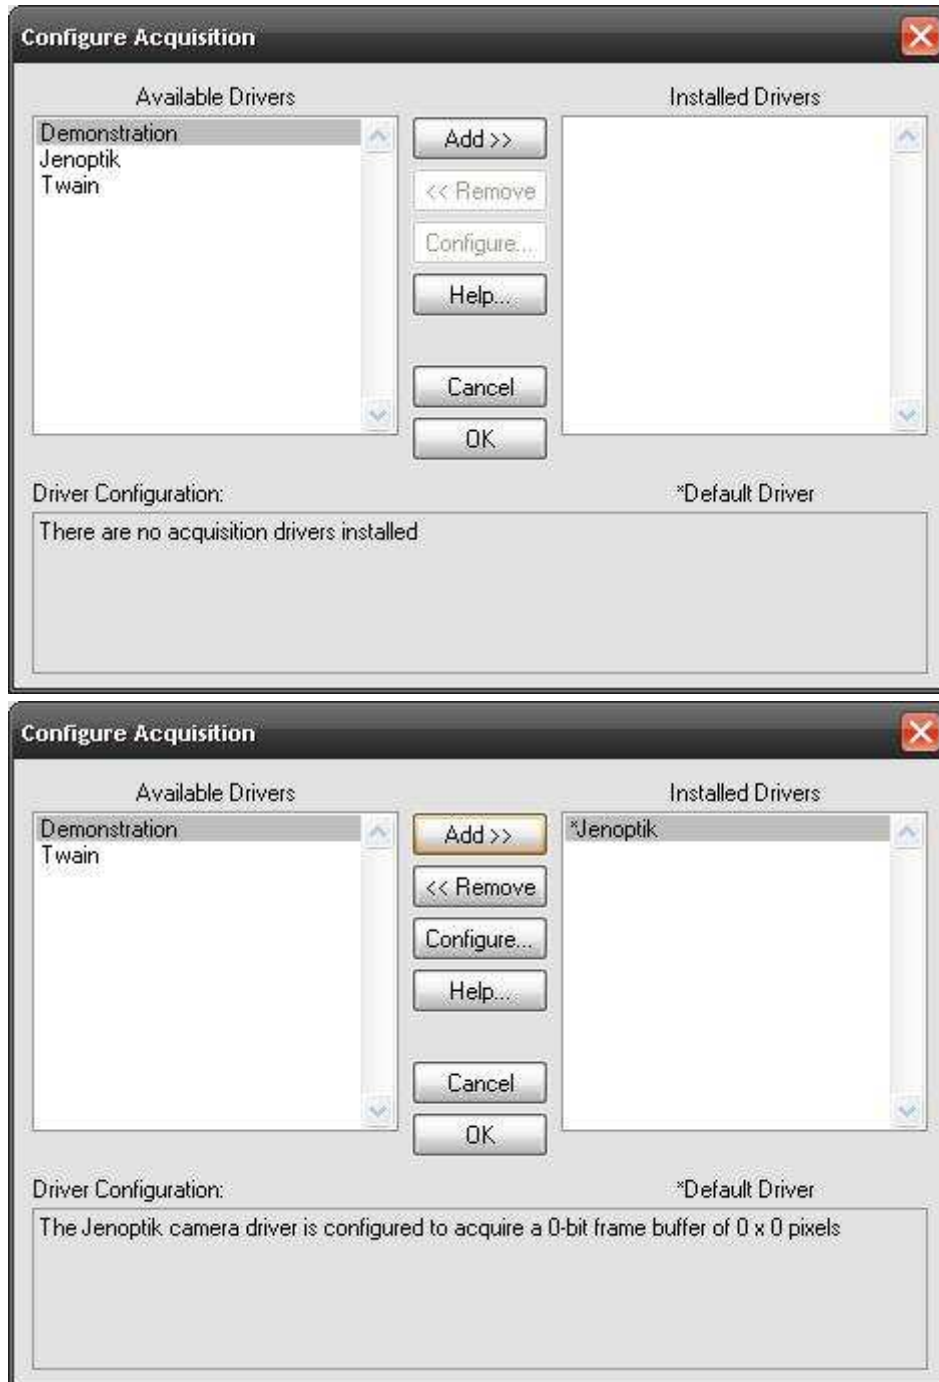 Configure Acquisition
Available Drivers
Installed Drivers
Demonstration
Jenoptik
Twain
Add >>
<< Remove
Configure...
Help...
Cancel
OK
Driver Configuration:
*Default Driver
There are no acquisition drivers installed
Configure Acquisition
Available Drivers
Installed Drivers
Demonstration
Twain
Add >>
<< Remove
Configure...
Help...
Cancel
OK
*Jenoptik
Driver Configuration:
*Default Driver
The Jenoptik camera driver is configured to acquire a 0-bit frame buffer of 0 x 0 pixels